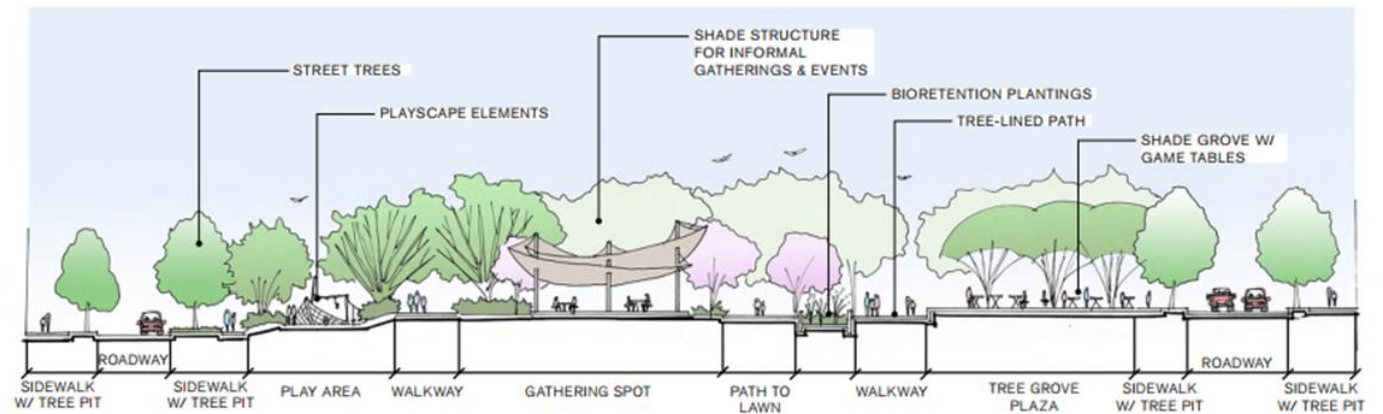 SHADE STRUCTURE
FOR INFORMAL
GATHERINGS & EVENTS
STREET TREES
BIORETENTION PLANTINGS
PLAYSCAPE ELEMENTS
TREE-LINED PATH
SHADE GROVE W/
GAME TABLES
SIDEWALK
W/ TREE PIT
ROADWAY
SIDEWALK
W/ TREE PIT
PLAY AREA
WALKWAY
GATHERING SPOT
PATH TO
LAWN
WALKWAY
TREE GROVE
PLAZA
SIDEWALK
W/ TREE PIT
ROADWAY
SIDEWALK
W/ TREE PIT